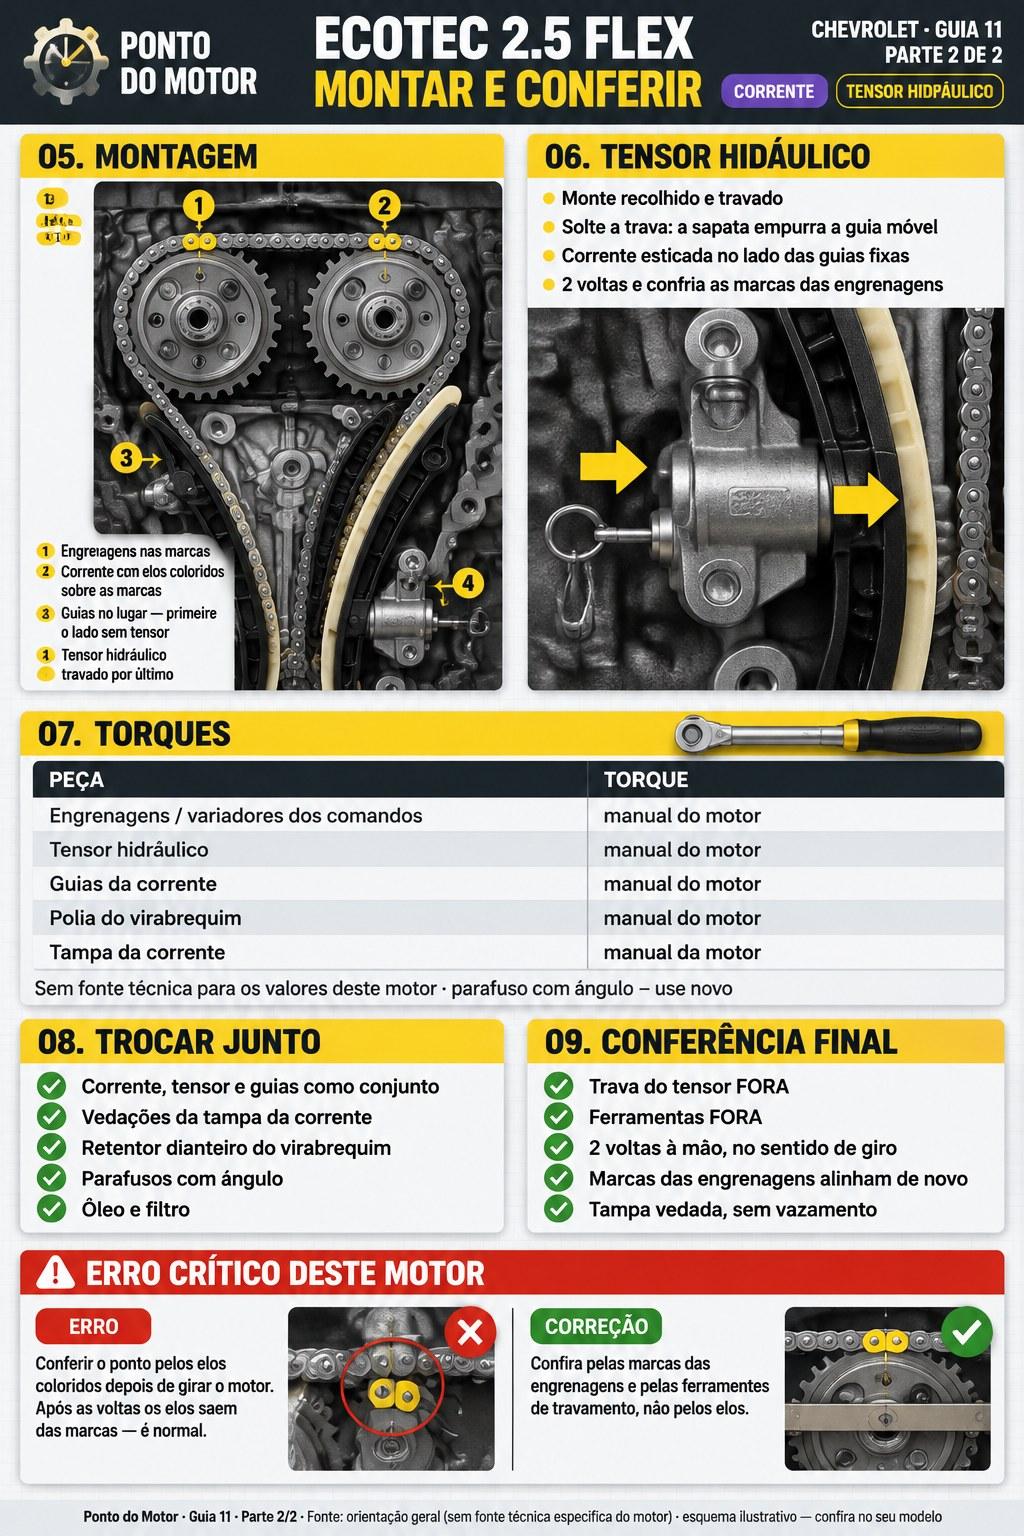 PONTO
DO MOTOR
ECOTEC 2.5 FLEX
MONTAR E CONFERIR
CHEVROLET · GUIA 11
PARTE 2 DE 2
CORRENTE
TENSOR HIDPÁULICO
05. MONTAGEM
1
2
3
4
1 Engreıagens nas marcas
2 Corrente cm elos coloridos
sobre as marcas
3 Guias no lugar — primeire
o lado sem tensor
Tensor hidráulico
travado por último
06. TENSOR HIDÁULICO
Monte recolhido e travado
Solte a trava: a sapata empurra a guia móvel
Corrente esticada no lado das guias fixas
2 voltas e confria as marcas das engrenagens
07. TORQUES
PEÇA TORQUE
Engrenagens / variadores dos comandos manual do motor
Tensor hidráulico manual do motor
Guias da corrente manual do motor
Polia do virabrequim manual do motor
Tampa da corrente manual da motor
Sem fonte técnica para os valores deste motor · parafuso com ángulo – use novo
08. TROCAR JUNTO
Corrente, tensor e guias como conjunto
Vedações da tampa da corrente
Retentor dianteiro do virabrequim
Parafusos com ángulo
Ôleo e filtro
09. CONFERÊNCIA FINAL
Trava do tensor FORA
Ferramentas FORA
2 voltas à mâo, no sentido de giro
Marcas das engrenagens alinham de novo
Tampa vedada, sem vazamento
ERRO CRÍTICO DESTE MOTOR
ERRO
Conferir o ponto pelos elos
coloridos depois de girar o motor.
Após as voltas os elos saem
das marcas — é normal.
CORREÇÃO
Confira pelas marcas das
engrenagens e pelas ferramentes
de travamento, nâo pelos elos.
Ponto do Motor · Guia 11 · Parte 2/2 · Fonte: orientação geral (sem fonte técnica especifica do motor) · esquema ilustrativo — confira no seu modelo